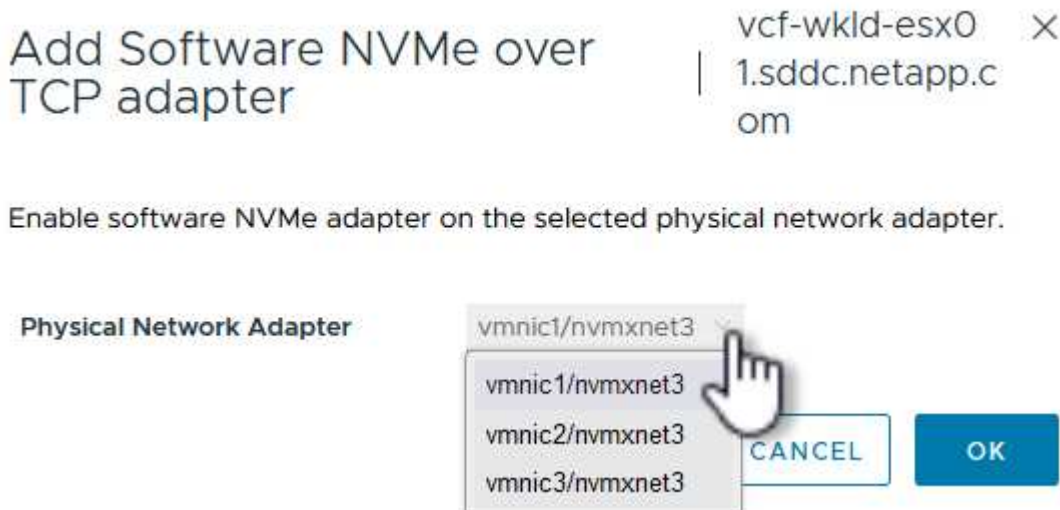 Add Software NVMe over
TCP adapter
vcf-wkld-esx0
1.sddc.netapp.c
om
Enable software NVMe adapter on the selected physical network adapter.
Physical Network Adapter
vmnic1/nvmxnet3
vmnic1/nvmxnet3
vmnic2/nvmxnet3
vmnic3/nvmxnet3
CANCEL
OK